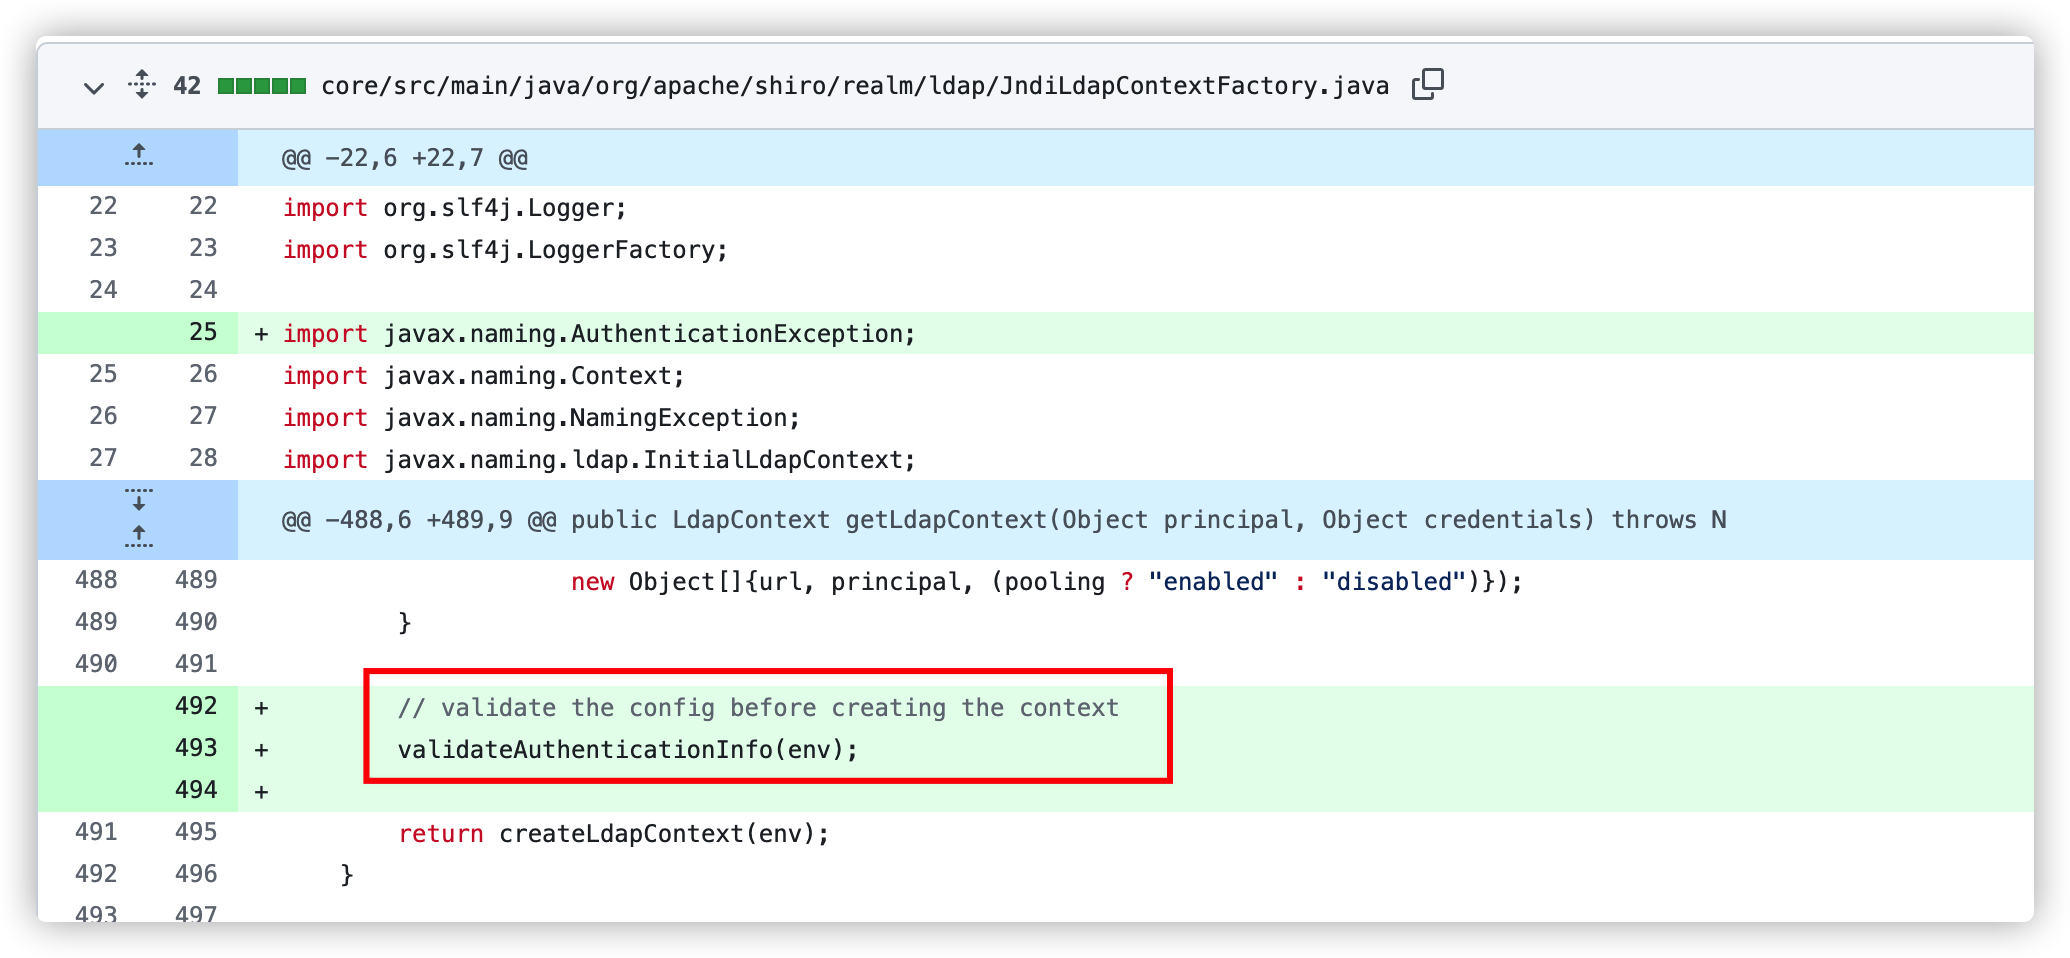 42 core/src/main/java/org/apache/shiro/realm/ldap/JndiLdapContextFactory.java
@@ -22,6 +22,7 @@
22 22 import org.slf4j.Logger;
23 23 import org.slf4j.LoggerFactory;
24 24
25 + import javax.naming.AuthenticationException;
25 26 import javax.naming.Context;
26 27 import javax.naming.NamingException;
27 28 import javax.naming.ldap.InitialLdapContext;
@@ -488,6 +489,9 @@ public LdapContext getLdapContext(Object principal, Object credentials) throws N
488 489 new Object[]{url, principal, (pooling ? "enabled" : "disabled")});
489 490 }
490 491
492 + // validate the config before creating the context
493 + validateAuthenticationInfo(env);
494 +
491 495 return createLdapContext(env);
492 496 }
493 497